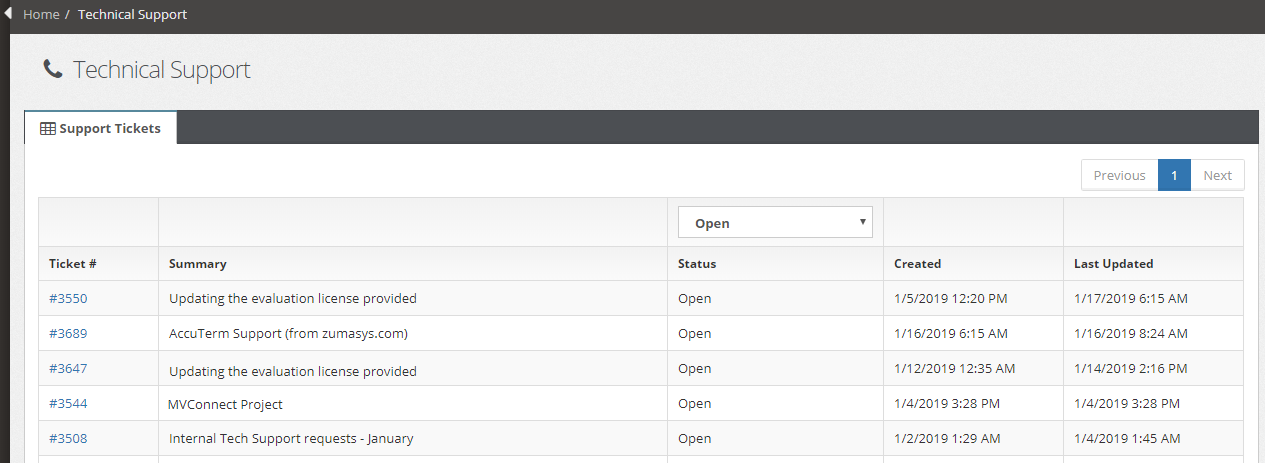 Home / Technical Support
Technical Support
Support Tickets
Previous 1 Next
Open
Ticket # Summary Status Created Last Updated
#3550 Updating the evaluation license provided Open 1/5/2019 12:20 PM 1/17/2019 6:15 AM
#3689 AccuTerm Support (from zumasys.com) Open 1/16/2019 6:15 AM 1/16/2019 8:24 AM
#3647 Updating the evaluation license provided Open 1/12/2019 12:35 AM 1/14/2019 2:16 PM
#3544 MVConnect Project Open 1/4/2019 3:28 PM 1/4/2019 3:28 PM
#3508 Internal Tech Support requests - January Open 1/2/2019 1:29 AM 1/4/2019 1:45 AM